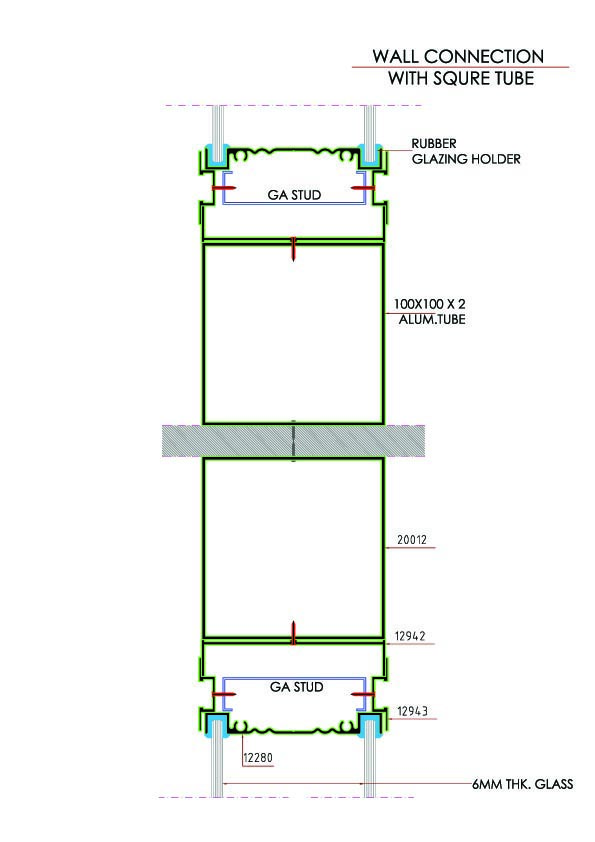 WALL CONNECTION
WITH SQURE TUBE
RUBBER
GLAZING HOLDER
GA STUD
100X100 X 2
ALUM.TUBE
20012
12942
GA STUD
12943
12280
6MM THK. GLASS